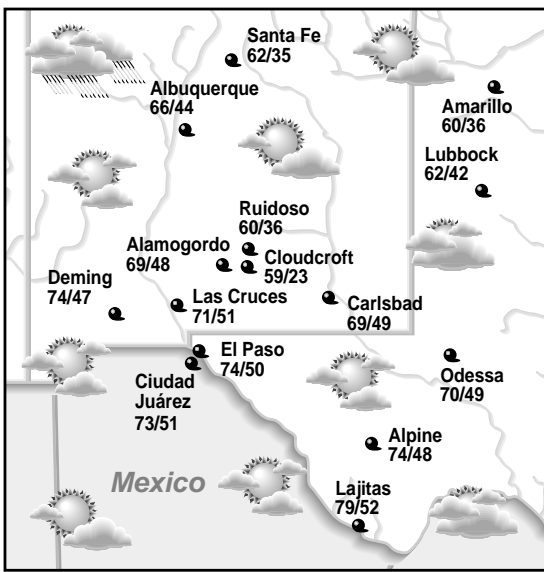 Santa Fe
62/35
Albuquerque
66/44
Amarillo
60/36
Lubbock
62/42
Ruidoso
60/36
Alamogordo
69/48
Cloudcroft
59/23
Deming
74/47
Las Cruces
71/51
Carlsbad
69/49
El Paso
74/50
Ciudad
Juárez
73/51
Odessa
70/49
Alpine
74/48
Mexico
Lajitas
79/52